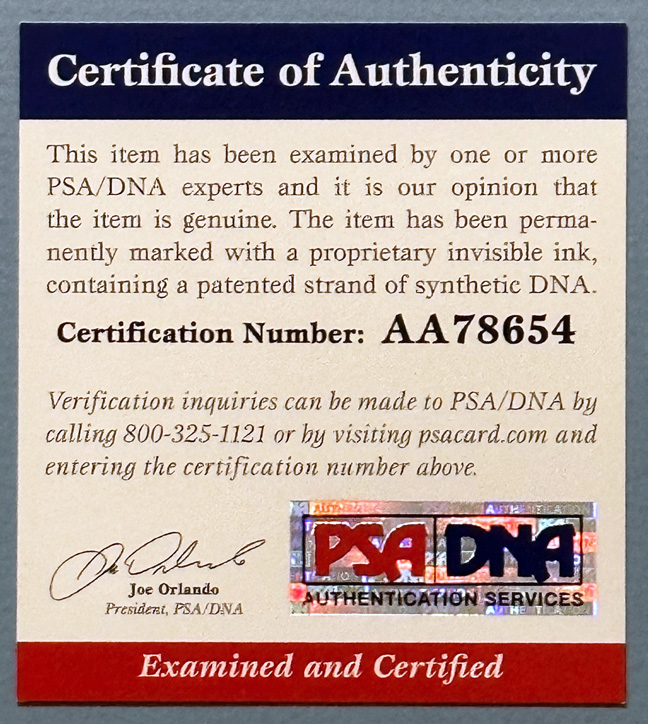 Certificate of Authenticity
This item has been examined by one or more
PSA/DNA experts and it is our opinion that
the item is genuine. The item has been perma-
nently marked with a proprietary invisible ink,
containing a patented strand of synthetic DNA.
Certification Number: AA78654
Verification inquiries can be made to PSA/DNA by
calling 800-325-1121 or by visiting psacard.com and
entering the certification number above.
Joe Orlando
President, PSA/DNA
PSA DNA
AUTHENTICATION SERVICES
Examined and Certified